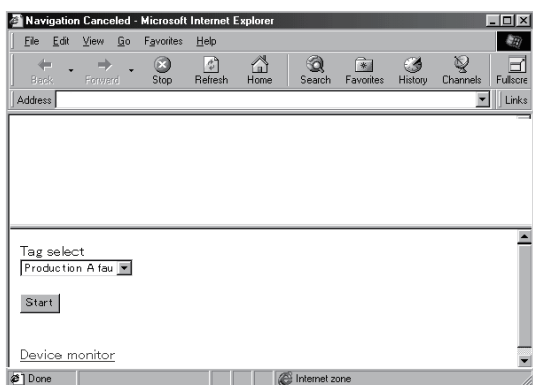 Navigation Canceled - Microsoft Internet Explorer
File Edit View Go Favorites Help
Back Forward Stop Refresh Home Search Favorites History Channels Fullscre
Address Links
Tag select
Production A fau
Start
Device monitor
Done Internet zone